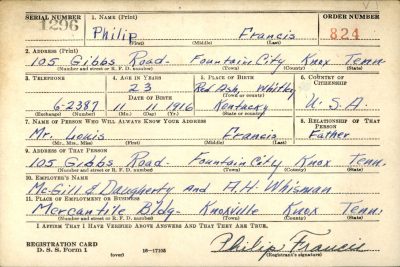 SERIAL NUMBER 1. NAME (Print) ORDER NUMBER
1296 Philip Francis 824
(First) (Middle) (Last)
2. ADDRESS (Print)
105 Gibbs Road- Fountain City Knox Tenn
(Number and street or R. F. D. number) (Town) (County) (State)
3. TELEPHONE 4. AGE IN YEARS 5. PLACE OF BIRTH 6. COUNTRY OF CITIZENSHIP
23 Red Ash, Whitley
DATE OF BIRTH (Town or county)
6-2387 11 11 1916 Kentucky U.S.A.
(Exchange) (Number) (Mo.) (Day) (Yr.) (State or country)
7. NAME OF PERSON WHO WILL ALWAYS KNOW YOUR ADDRESS 8. RELATIONSHIP OF THAT PERSON
Mr. Lewis Francis Father
(Mr., Mrs., Miss) (First) (Middle) (Last)
9. ADDRESS OF THAT PERSON
105 Gibbs Road- Fountain City Knox Tenn.
(Number and street or R. F. D. number) (Town) (County) (State)
10. EMPLOYER'S NAME
McGill & Daugherty and H.H. Whisman
11. PLACE OF EMPLOYMENT OR BUSINESS
Mercantile Bldg- Knoxville Knox Tenn
(Number and street or R. F. D. number) (Town) (County) (State)
I AFFIRM THAT I HAVE VERIFIED ABOVE ANSWERS AND THAT THEY ARE TRUE.
REGISTRATION CARD
D. S. S. Form 1 16-17105 Philip Francis
(over) (Registrant's signature)